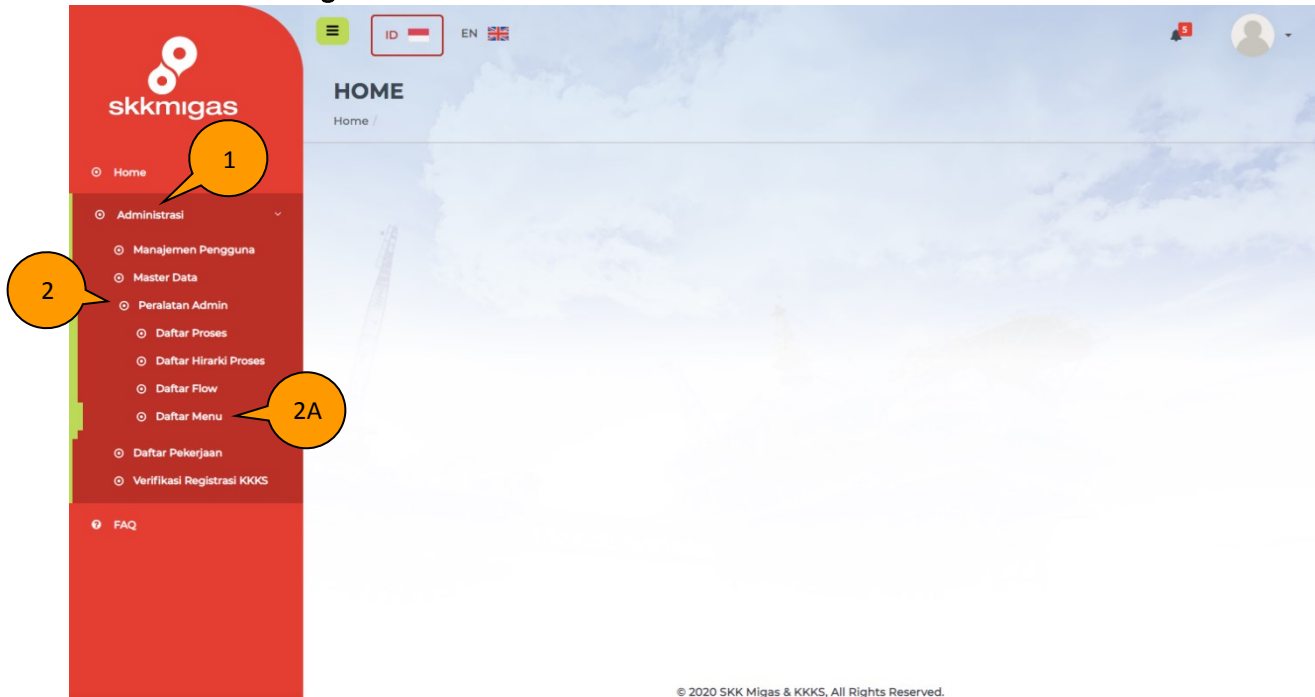 skkmigas
ID
EN
5
HOME
Home /
1
Home
Administrasi
Manajemen Pengguna
Master Data
2
Peralatan Admin
Daftar Proses
Daftar Hirarki Proses
Daftar Flow
Daftar Menu
2A
Daftar Pekerjaan
Verifikasi Registrasi KKKS
FAQ
© 2020 SKK Migas & KKKS, All Rights Reserved.